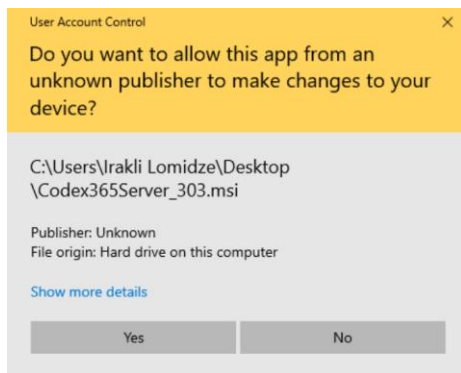 User Account Control
Do you want to allow this app from an
unknown publisher to make changes to your
device?
C:\Users\Irakli Lomidze\Desktop
\Codex365Server_303.msi
Publisher: Unknown
File origin: Hard drive on this computer
Show more details
Yes No